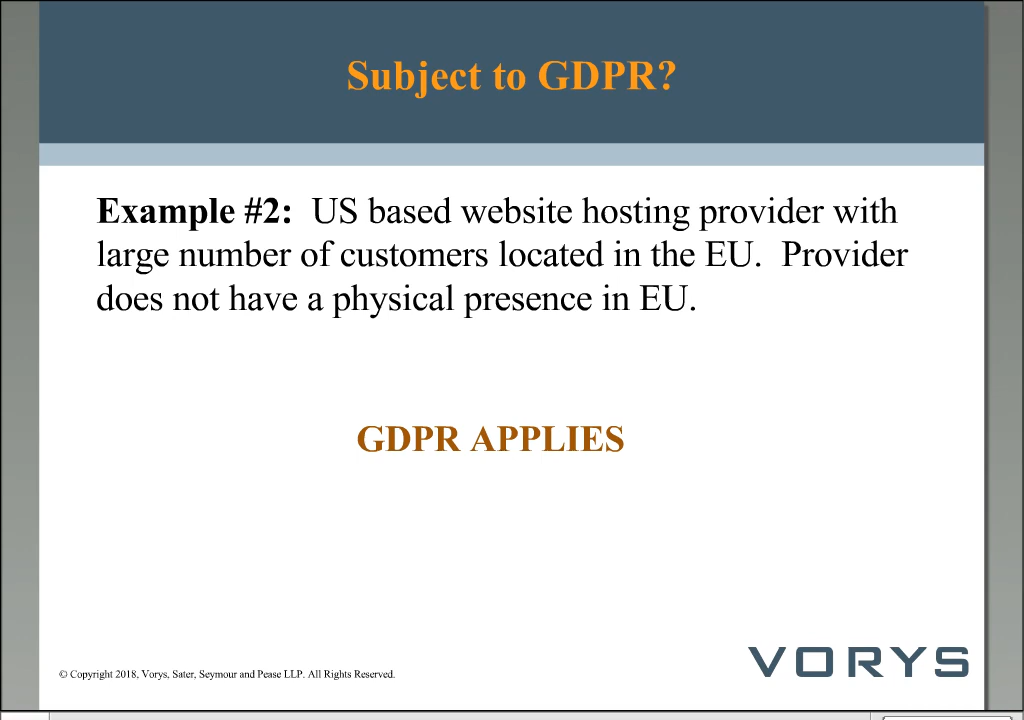 Subject to GDPR?
Example #2:  US based website hosting provider with
large number of customers located in the EU.  Provider
does not have a physical presence in EU.
GDPR APPLIES
© Copyright 2018, Vorys, Sater, Seymour and Pease LLP. All Rights Reserved.
VORYS